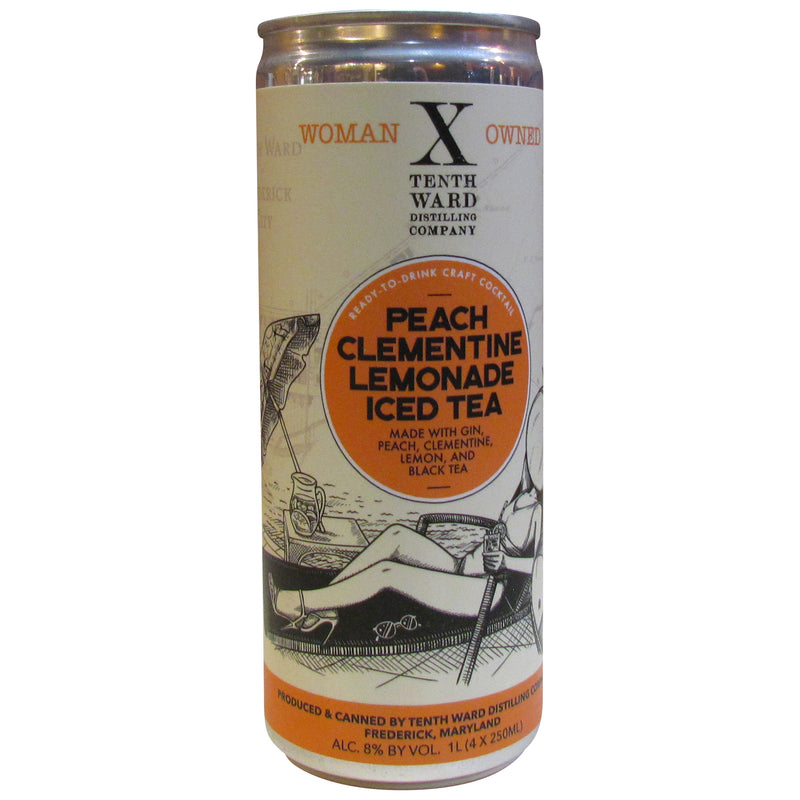 WOMAN X OWNED
TENTH
WARD
DISTILLING
COMPANY
WARD
READY-TO-DRINK CRAFT COCKTAIL
PEACH
CLEMENTINE
LEMONADE
ICED TEA
MADE WITH GIN,
PEACH, CLEMENTINE,
LEMON, AND
BLACK TEA
PRODUCED & CANNED BY TENTH WARD DISTILLING
FREDERICK, MARYLAND
ALC. 8% BY VOL. 1L (4 X 250ML)